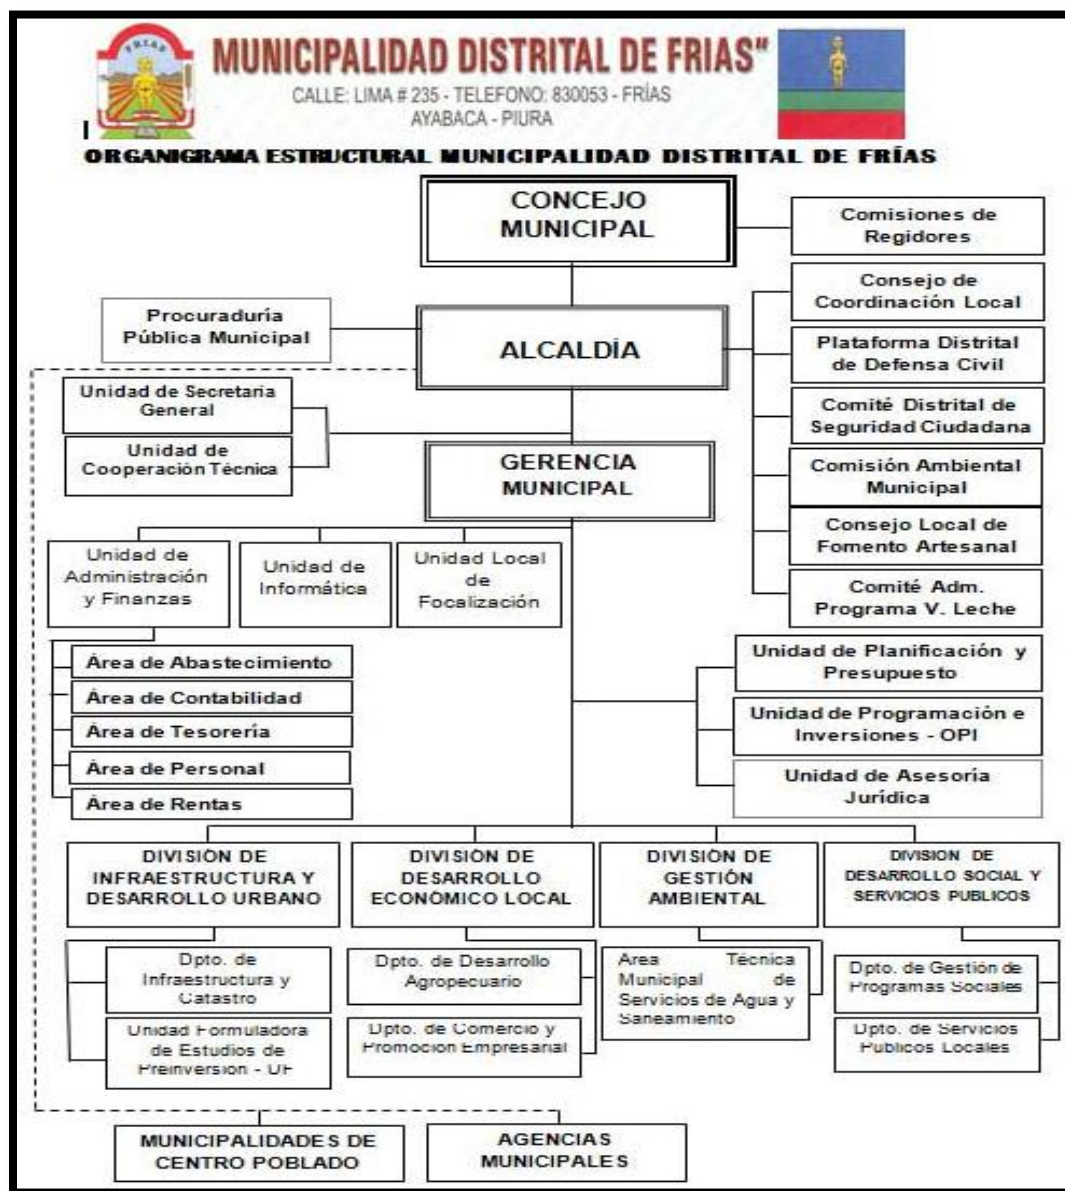 FRIAS
MUNICIPALIDAD DISTRITAL DE FRIAS"
CALLE: LIMA # 235 - TELEFONO: 830053 - FRÍAS
AYABACA - PIURA
ORGANIGRAMA ESTRUCTURAL MUNICIPALIDAD DISTRITAL DE FRÍAS
CONCEJO
MUNICIPAL
Comisiones de
Regidores
Consejo de
Coordinación Local
Procuraduría
Pública Municipal
ALCALDÍA
Plataforma Distrital
de Defensa Civil
Unidad de Secretaria
General
Comité Distrital de
Seguridad Ciudadana
Unidad de
Cooperación Técnica
GERENCIA
MUNICIPAL
Comisión Ambiental
Municipal
Consejo Local de
Fomento Artesanal
Comité Adm.
Programa V. Leche
Unidad de
Administración
y Finanzas
Unidad de
Informática
Unidad Local
de
Focalización
Área de Abastecimiento
Área de Contabilidad
Área de Tesorería
Área de Personal
Área de Rentas
Unidad de Planificación y
Presupuesto
Unidad de Programación e
Inversiones - OPI
Unidad de Asesoría
Jurídica
DIVISIÓN DE
INFRAESTRUCTURA Y
DESARROLLO URBANO
DIVISIÓN DE
DESARROLLO
ECONÓMICO LOCAL
DIVISIÓN DE
GESTIÓN
AMBIENTAL
DIVISION DE
DESARROLLO SOCIAL Y
SERVICIOS PUBLICOS
Dpto. de
Infraestructura y
Catastro
Unidad Formuladora
de Estudios de
Preinversión - UF
Dpto. de Desarrollo
Agropecuario
Dpto. de Comercio y
Promoción Empresarial
Area Técnica
Municipal de
Servicios de Agua y
Saneamiento
Dpto. de Gestión de
Programas Sociales
Dpto. de Servicios
Públicos Locales
MUNICIPALIDADES DE
CENTRO POBLADO
AGENCIAS
MUNICIPALES